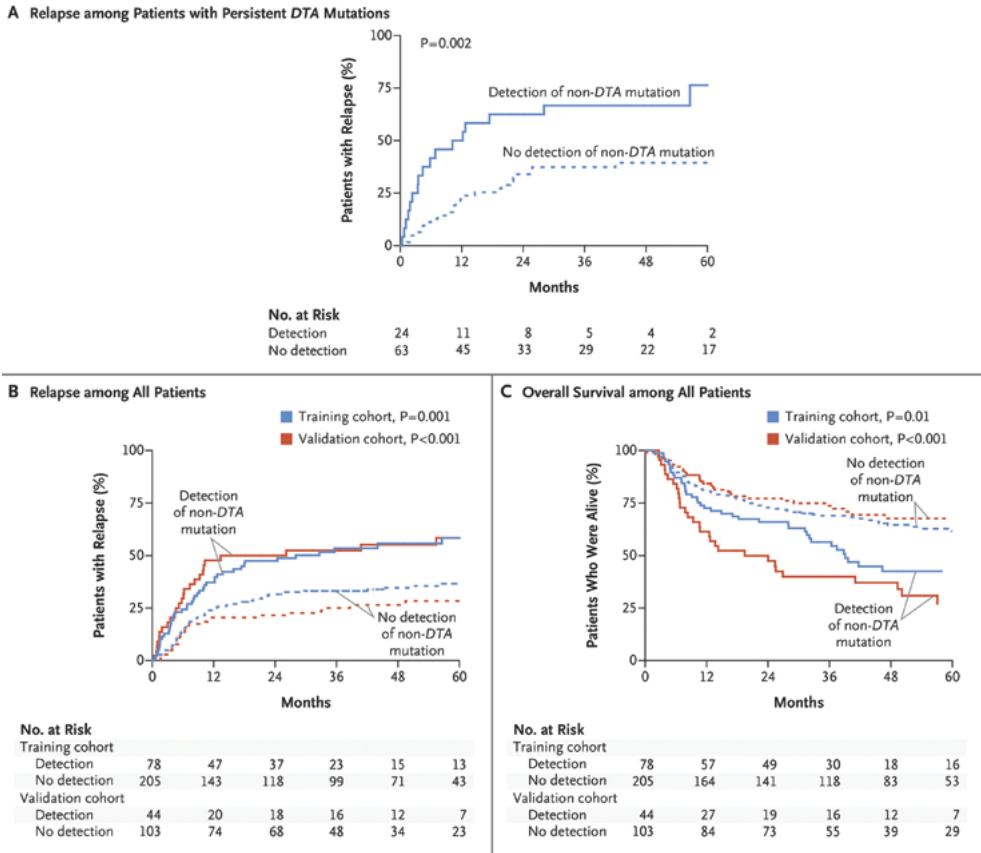 A Relapse among Patients with Persistent DTA Mutations
100
75
50
25
0
Patients with Relapse (%)
P=0.002
Detection of non-DTA mutation
No detection of non-DTA mutation
0 12 24 36 48 60
Months
No. at Risk
Detection 24 11 8 5 4 2
No detection 63 45 33 29 22 17
B Relapse among All Patients
Training cohort, P=0.001
Validation cohort, P<0.001
100
75
50
25
0
Patients with Relapse (%)
Detection
of non-DTA
mutation
No detection
of non-DTA
mutation
0 12 24 36 48 60
Months
No. at Risk
Training cohort
Detection 78 47 37 23 15 13
No detection 205 143 118 99 71 43
Validation cohort
Detection 44 20 18 16 12 7
No detection 103 74 68 48 34 23
C Overall Survival among All Patients
Training cohort, P=0.01
Validation cohort, P<0.001
100
75
50
25
0
Patients Who Were Alive (%)
No detection
of non-DTA
mutation
Detection
of non-DTA
mutation
0 12 24 36 48 60
Months
No. at Risk
Training cohort
Detection 78 57 49 30 18 16
No detection 205 164 141 118 83 53
Validation cohort
Detection 44 27 19 16 12 7
No detection 103 84 73 55 39 29